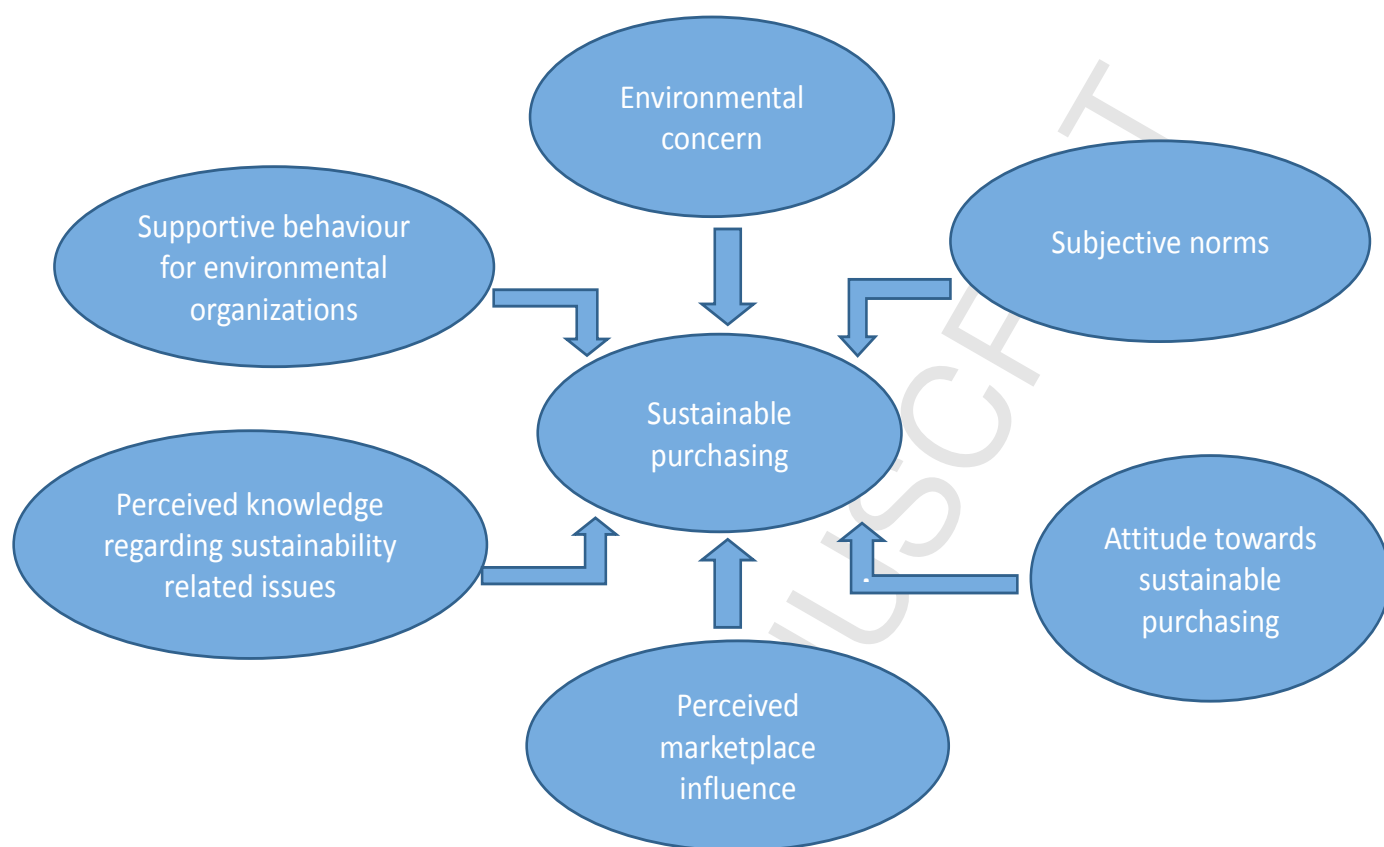 Environmental
concern
Supportive behaviour
for environmental
organizations
Subjective norms
Sustainable
purchasing
Perceived knowledge
regarding sustainability
related issues
Attitude towards
sustainable
purchasing
Perceived
marketplace
influence